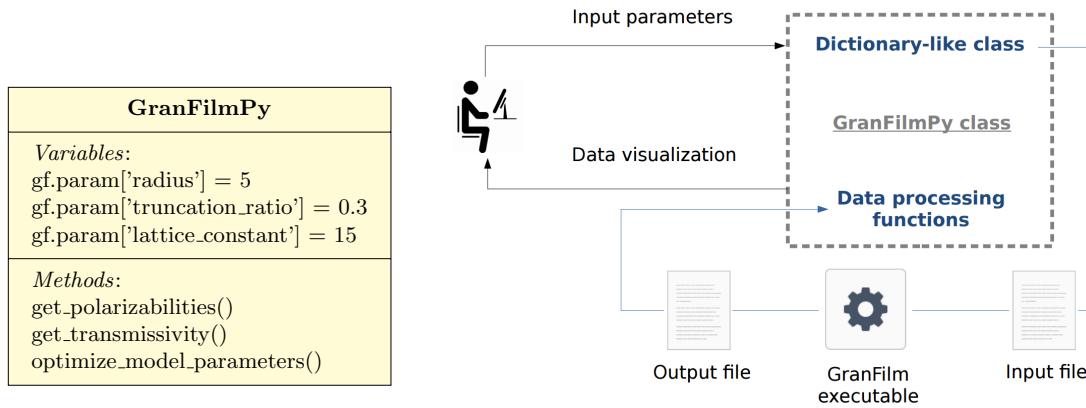 GranFilmPy
Variables:
gf.param['radius'] = 5
gf.param['truncation_ratio'] = 0.3
gf.param['lattice_constant'] = 15
Methods:
get_polarizabilities()
get_transmissivity()
optimize_model_parameters()
Input parameters
Dictionary-like class
GranFilmPy class
Data visualization
Data processing
functions
Output file
GranFilm
executable
Input file